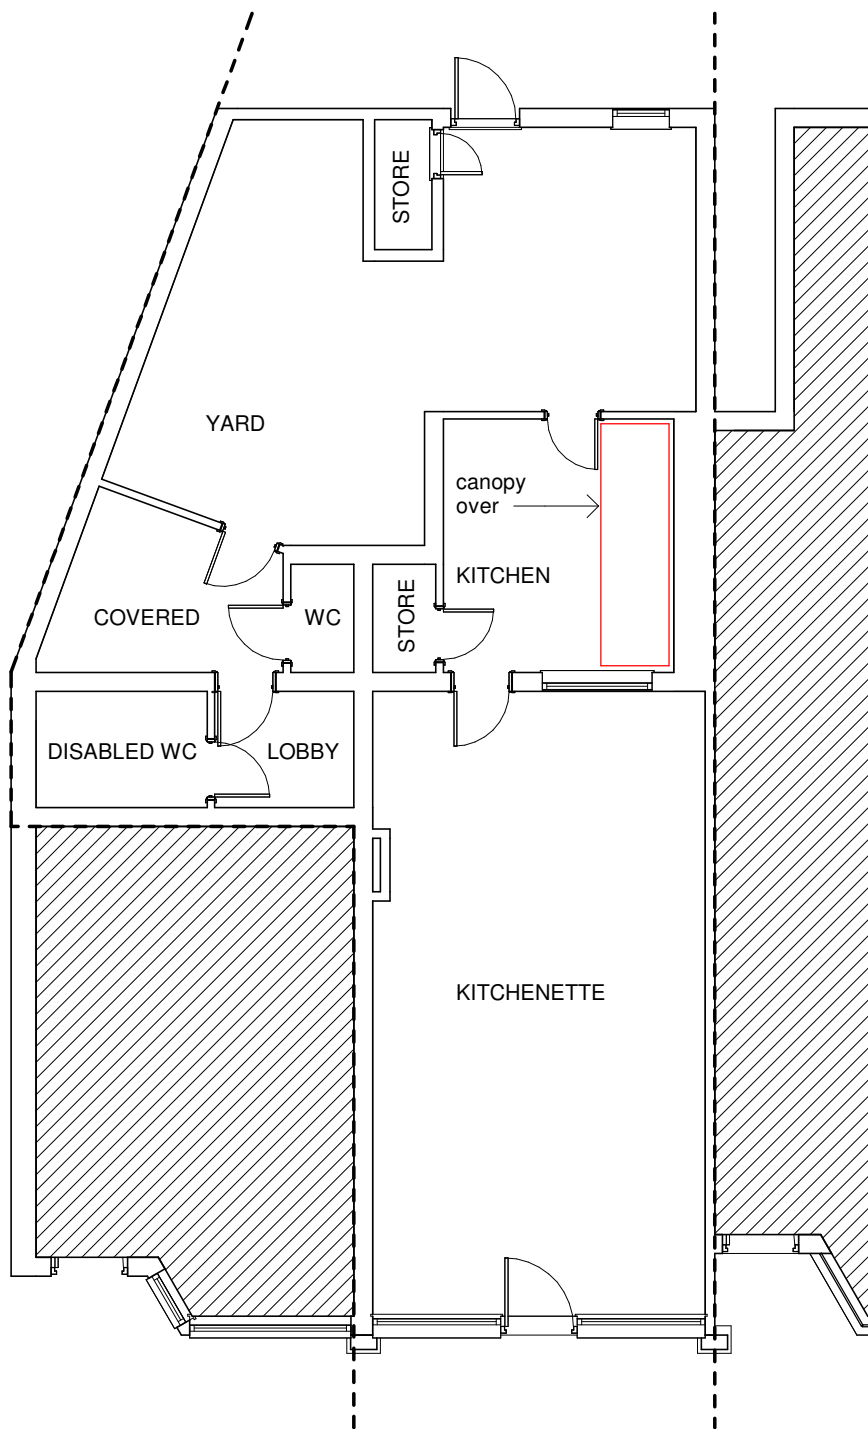 STORE
YARD
canopy
over
KITCHEN
COVERED
WC
STORE
DISABLED WC
LOBBY
KITCHENETTE